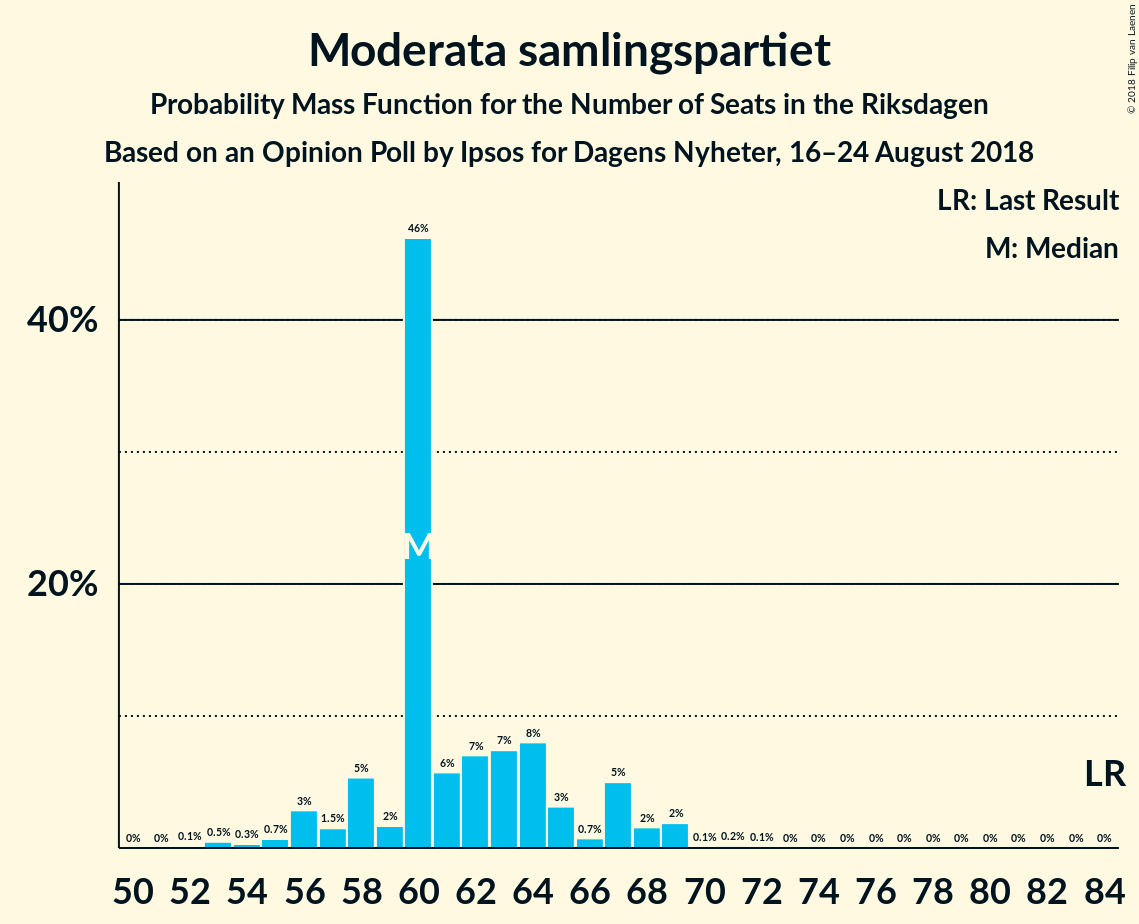 Moderata samlingspartiet
Probability Mass Function for the Number of Seats in the Riksdagen
Based on an Opinion Poll by Ipsos for Dagens Nyheter, 16–24 August 2018
© 2018 Filip van Laenen
LR: Last Result
M: Median
40%
20%
0% 0% 0.1% 0.5% 0.3% 0.7% 3% 1.5% 5% 2% 46% 6% 7% 7% 8% 3% 0.7% 5% 2% 2% 0.1% 0.2% 0.1% 0% 0% 0% 0% 0% 0% 0% 0% 0% 0% 0% 0%
M
LR
50 52 54 56 58 60 62 64 66 68 70 72 74 76 78 80 82 84